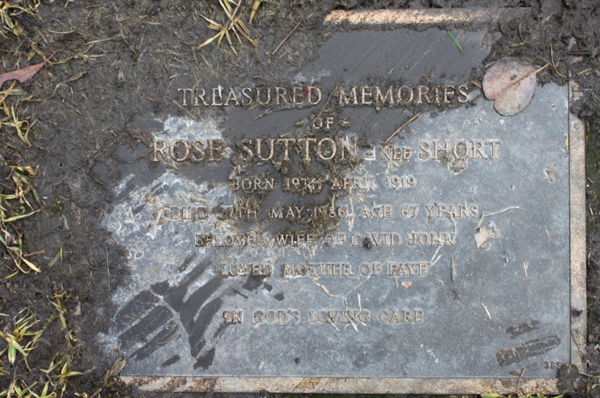 TREASURED MEMORIES
OF
ROSE SUTTON NEE SHORT
BORN 19TH APRIL 1919
DIED 27TH MAY 1986 AGE 67 YEARS
BELOVED WIFE OF DAVID JOHN
LOVED MOTHER OF FAYE
IN GOD'S LOVING CARE